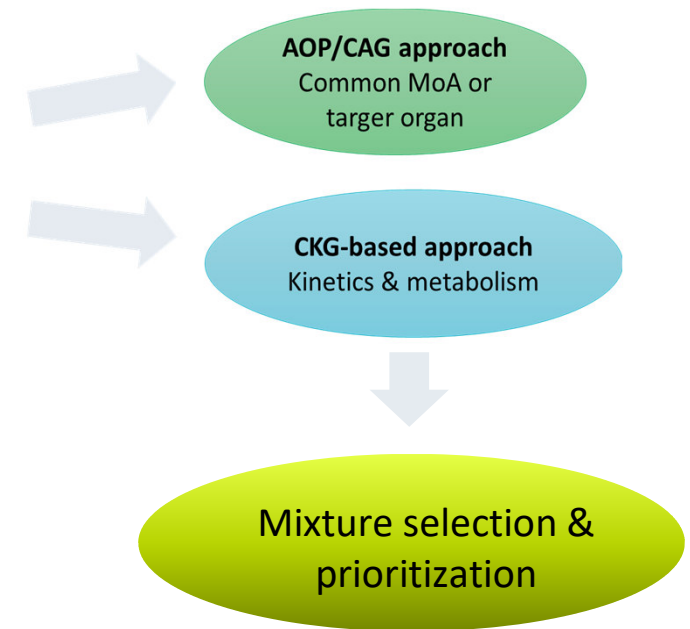 AOP/CAG approach
Common MoA or
targer organ
CKG-based approach
Kinetics & metabolism
Mixture selection &
prioritization